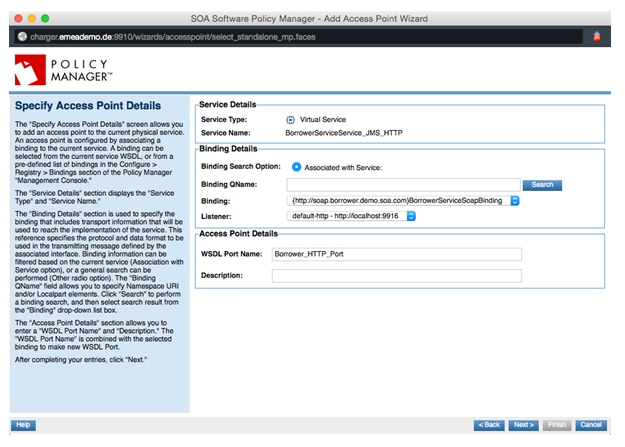 SOA Software Policy Manager - Add Access Point Wizard
charger.emeademo.de:9910/wizards/accesspoint/select_standalone_mp.faces
POLICY
MANAGER™
Specify Access Point Details
The "Specify Access Point Details" screen allows you
to add an access point to the current physical service.
An access point is configured by associating a
binding to the current service. A binding can be
selected from the current service WSDL, or from a
pre-defined list of bindings in the Configure >
Registry > Bindings section of the Policy Manager
"Management Console."
The "Service Details" section displays the "Service
Type" and "Service Name."
The "Binding Details" section is used to specify the
binding that includes transport information that will be
used to reach the implementation of the service. This
reference specifies the protocol and data format to be
used in the transmitting message defined by the
associated interface. Binding information can be
filtered based on the current service (Association with
Service option), or a general search can be
performed (Other radio option). The "Binding
QName" field allows you to specify Namespace URI
and/or Localpart elements. Click "Search" to perform
a binding search, and then select search result from
the "Binding" drop-down list box.
The "Access Point Details" section allows you to
enter a "WSDL Port Name" and "Description." The
"WSDL Port Name" is combined with the selected
binding to make new WSDL Port.
After completing your entries, click "Next."
Service Details
Service Type: Virtual Service
Service Name: BorrowerServiceService_JMS_HTTP
Binding Details
Binding Search Option: Associated with Service:
Binding QName: Search
Binding: {http://soap.borrower.demo.soa.com}BorrowerServiceSoapBinding
Listener: default-http - http://localhost:9916
Access Point Details
WSDL Port Name: Borrower_HTTP_Port
Description:
Help < Back Next > Finish Cancel